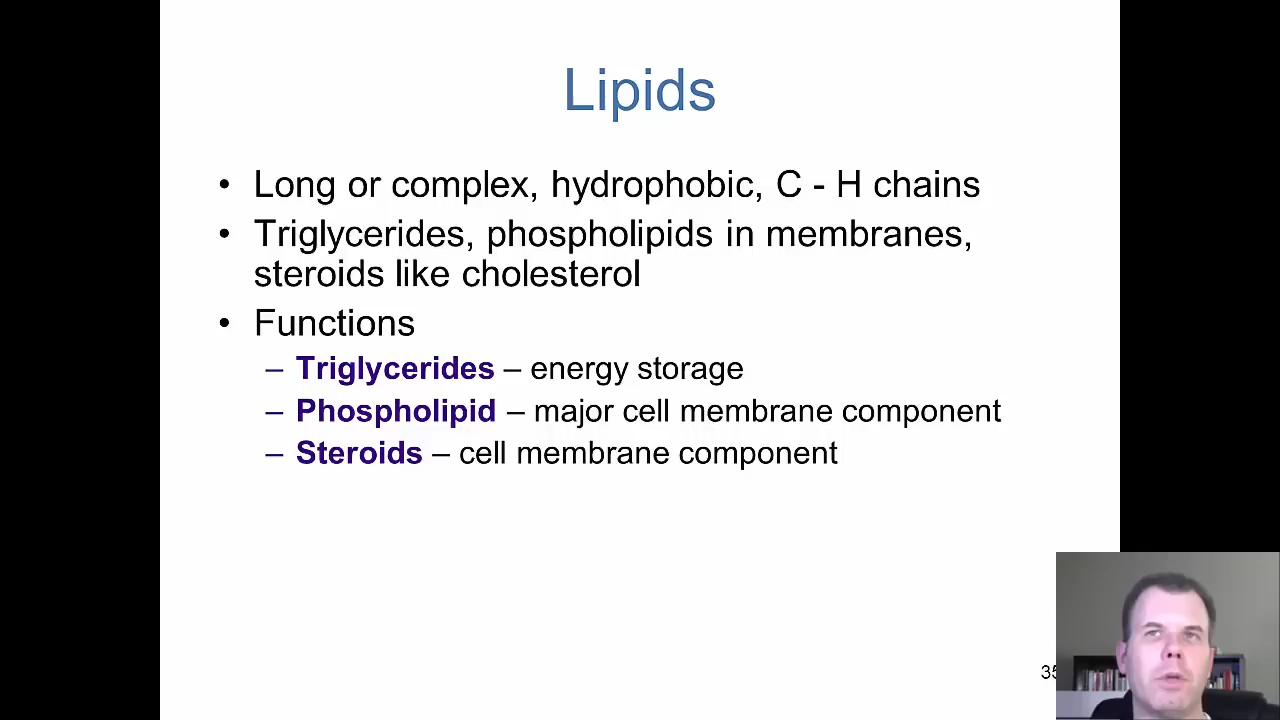 Lipids
• Long or complex, hydrophobic, C - H chains
• Triglycerides, phospholipids in membranes,
steroids like cholesterol
• Functions
– Triglycerides – energy storage
– Phospholipid – major cell membrane component
– Steroids – cell membrane component
35